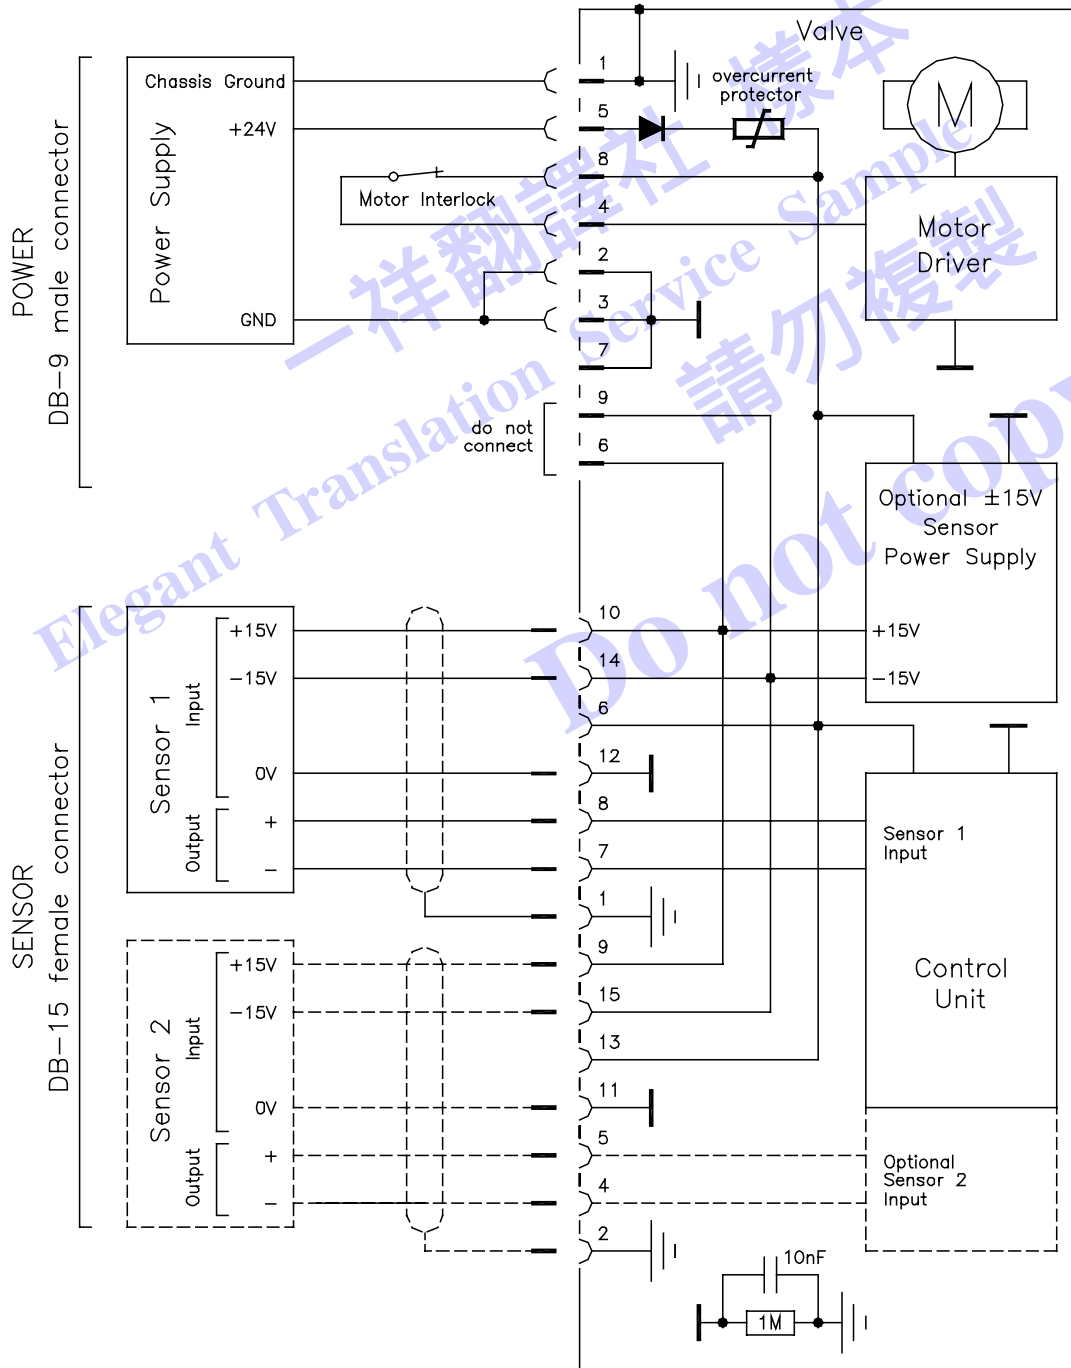 Valve
POWER
DB-9 male connector
Power Supply
Chassis Ground
+24V
GND
Motor Interlock
1
5
8
4
2
3
7
9
6
do not
connect
overcurrent
protector
M
Motor
Driver
Optional ±15V
Sensor
Power Supply
+15V
-15V
SENSOR
DB-15 female connector
Sensor 1
Input
+15V
-15V
0V
Output
+
-
10
14
6
12
8
7
1
Sensor 1
Input
Control
Unit
Sensor 2
Input
+15V
-15V
0V
Output
+
-
9
15
13
11
5
4
2
Optional
Sensor 2
Input
10nF
1M
一祥翻譯社 樣本
Elegant Translation Service Sample
請勿複製
Do not copy